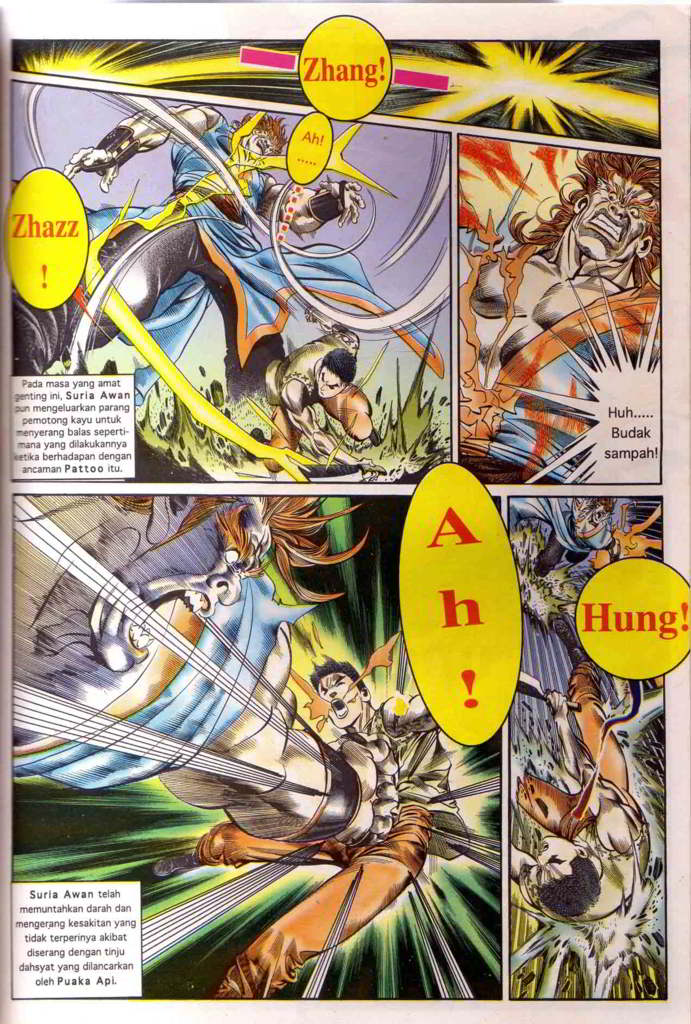 Zhang!
Ah!
.....
Zhazz
!
Pada masa yang amat
genting ini, Suria Awan
pun mengeluarkan parang
pemotong kayu untuk
menyerang balas seperti-
mana yang dilakukannya
ketika berhadapan dengan
ancaman Pattoo itu.
Huh.....
Budak
sampah!
A
h
!
Hung!
Suria Awan telah
memuntahkan darah dan
mengerang kesakitan yang
tidak terperinya akibat
diserang dengan tinju
dahsyat yang dilancarkan
oleh Puaka Api.